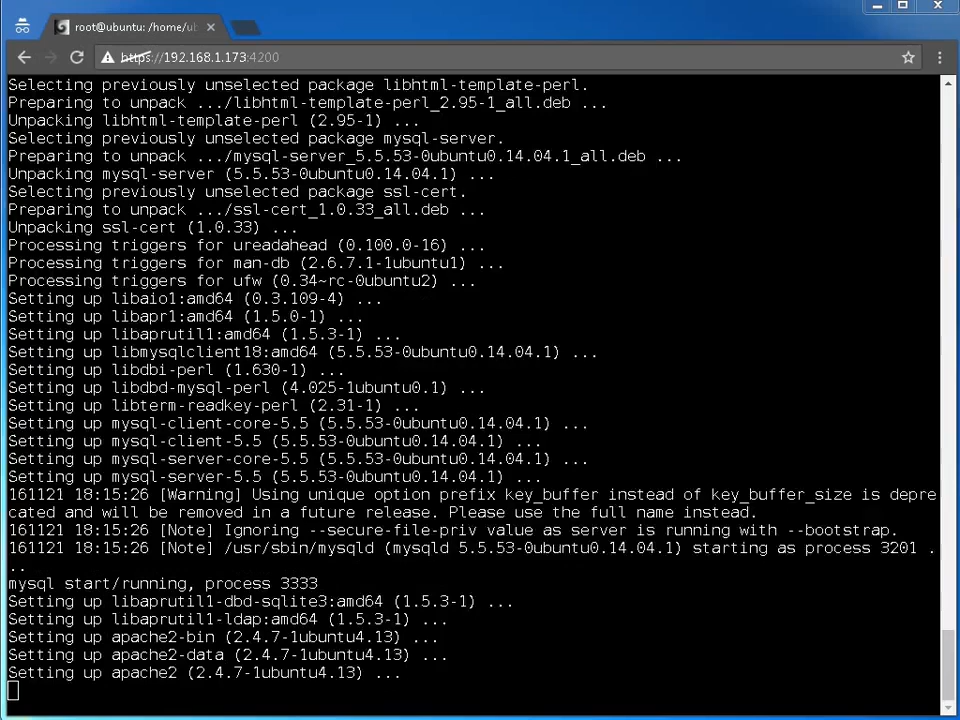 root@ubuntu: /home/ub
https://192.168.1.173:4200
Selecting previously unselected package libhtml-template-perl.
Preparing to unpack .../libhtml-template-perl_2.95-1_all.deb ...
Unpacking libhtml-template-perl (2.95-1) ...
Selecting previously unselected package mysql-server.
Preparing to unpack .../mysql-server_5.5.53-0ubuntu0.14.04.1_all.deb ...
Unpacking mysql-server (5.5.53-0ubuntu0.14.04.1) ...
Selecting previously unselected package ssl-cert.
Preparing to unpack .../ssl-cert_1.0.33_all.deb ...
Unpacking ssl-cert (1.0.33) ...
Processing triggers for ureadahead (0.100.0-16) ...
Processing triggers for man-db (2.6.7.1-1ubuntu1) ...
Processing triggers for ufw (0.34~rc-0ubuntu2) ...
Setting up libaio1:amd64 (0.3.109-4) ...
Setting up libapr1:amd64 (1.5.0-1) ...
Setting up libaprutil1:amd64 (1.5.3-1) ...
Setting up libmysqlclient18:amd64 (5.5.53-0ubuntu0.14.04.1) ...
Setting up libdbi-perl (1.630-1) ...
Setting up libdbd-mysql-perl (4.025-1ubuntu0.1) ...
Setting up libterm-readkey-perl (2.31-1) ...
Setting up mysql-client-core-5.5 (5.5.53-0ubuntu0.14.04.1) ...
Setting up mysql-client-5.5 (5.5.53-0ubuntu0.14.04.1) ...
Setting up mysql-server-core-5.5 (5.5.53-0ubuntu0.14.04.1) ...
Setting up mysql-server-5.5 (5.5.53-0ubuntu0.14.04.1) ...
161121 18:15:26 [Warning] Using unique option prefix key_buffer instead of key_buffer_size is depre
cated and will be removed in a future release. Please use the full name instead.
161121 18:15:26 [Note] Ignoring --secure-file-priv value as server is running with --bootstrap.
161121 18:15:26 [Note] /usr/sbin/mysqld (mysqld 5.5.53-0ubuntu0.14.04.1) starting as process 3201 .
..
mysql start/running, process 3333
Setting up libaprutil1-dbd-sqlite3:amd64 (1.5.3-1) ...
Setting up libaprutil1-ldap:amd64 (1.5.3-1) ...
Setting up apache2-bin (2.4.7-1ubuntu4.13) ...
Setting up apache2-data (2.4.7-1ubuntu4.13) ...
Setting up apache2 (2.4.7-1ubuntu4.13) ...